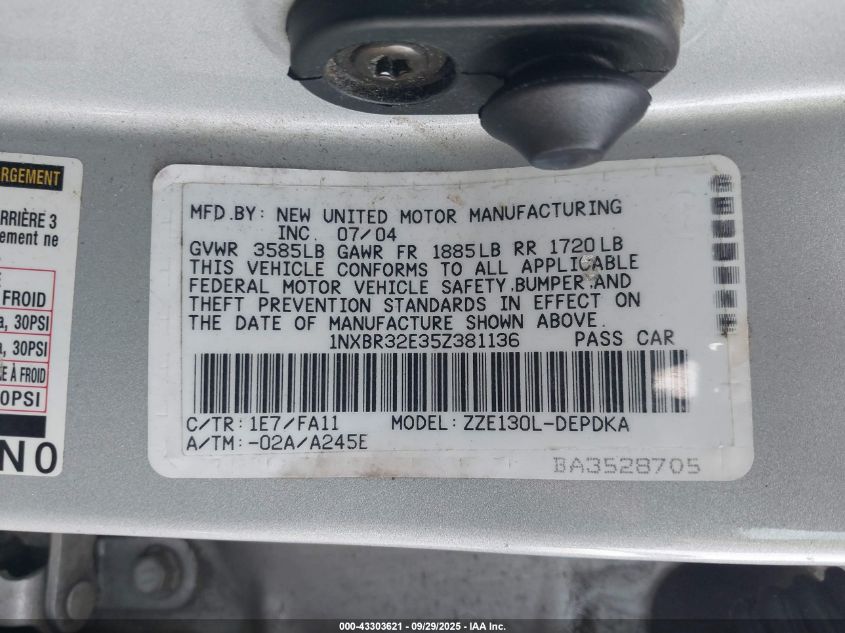 RGEMENT
RRIÈRE 3
ement ne
FROID
a, 30PSI
a, 30PSI
E À FROID
0PSI
N O
MFD.BY: NEW UNITED MOTOR MANUFACTURING
INC. 07/04
GVWR 3585LB GAWR FR 1885LB RR 1720LB
THIS VEHICLE CONFORMS TO ALL APPLICABLE
FEDERAL MOTOR VEHICLE SAFETY,BUMPER,AND
THEFT PREVENTION STANDARDS IN EFFECT ON
THE DATE OF MANUFACTURE SHOWN ABOVE.
1NXBR32E35Z381136 PASS CAR
C/TR: 1E7/FA11 MODEL: ZZE130L-DEPDKA
A/TM: -02A/A245E
BA3528705
000-43303621 - 09/29/2025 - IAA Inc.